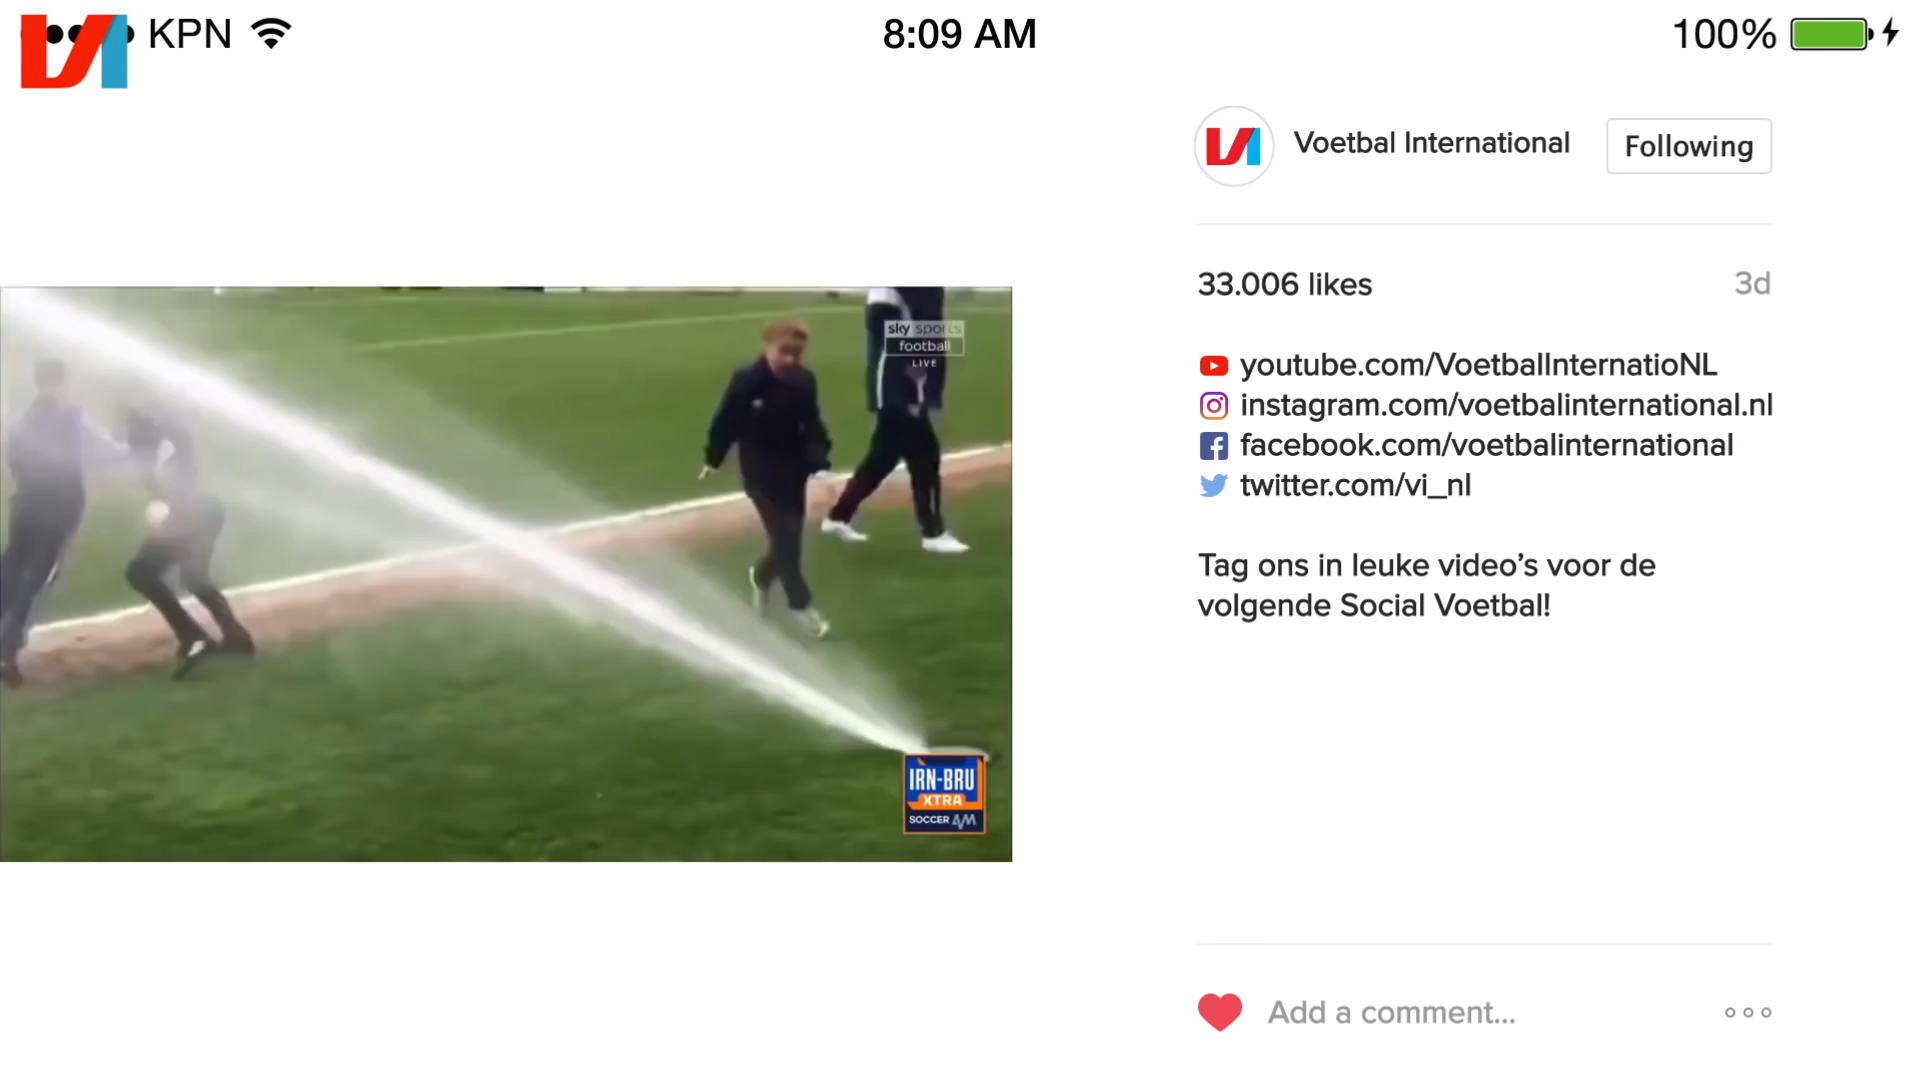 KPN
8:09 AM
100%
Voetbal International
Following
33.006 likes
3d
youtube.com/VoetbalInternatioNL
instagram.com/voetbalinternational.nl
facebook.com/voetbalinternational
twitter.com/vi_nl
Tag ons in leuke video’s voor de
volgende Social Voetbal!
sky sports
football
LIVE
IRN-BRU
XTRA
SOCCER AM
Add a comment...